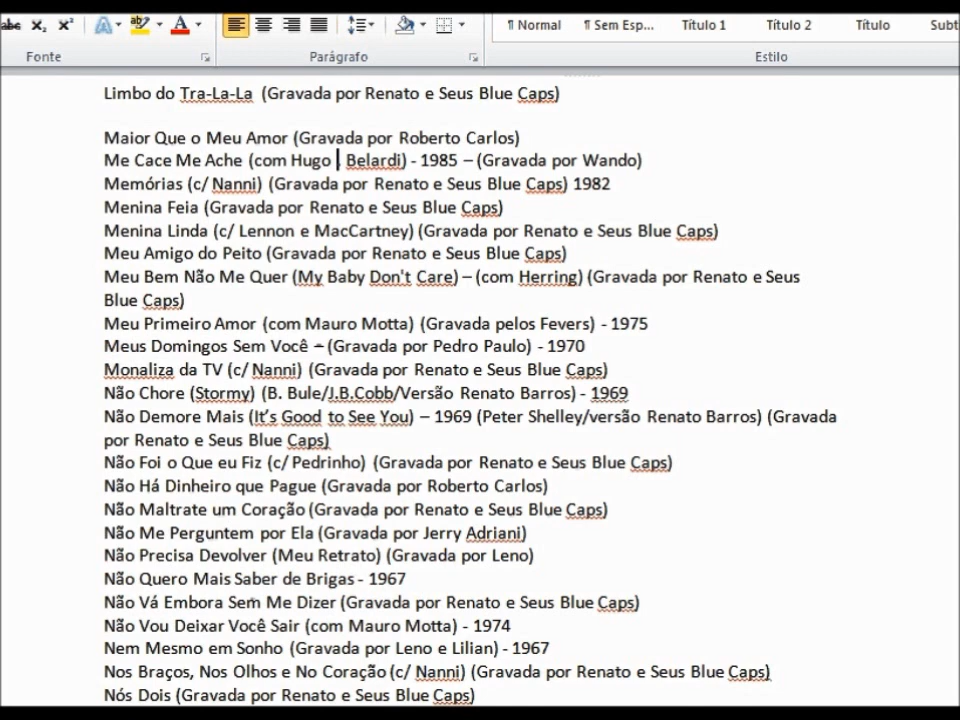 abc X₂ X² A ab A
¶ Normal ¶ Sem Esp... Título 1 Título 2 Título Subt
Fonte Parágrafo Estilo
Limbo do Tra-La-La (Gravada por Renato e Seus Blue Caps)
Maior Que o Meu Amor (Gravada por Roberto Carlos)
Me Cace Me Ache (com Hugo . Belardi) - 1985 – (Gravada por Wando)
Memórias (c/ Nanni) (Gravada por Renato e Seus Blue Caps) 1982
Menina Feia (Gravada por Renato e Seus Blue Caps)
Menina Linda (c/ Lennon e MacCartney) (Gravada por Renato e Seus Blue Caps)
Meu Amigo do Peito (Gravada por Renato e Seus Blue Caps)
Meu Bem Não Me Quer (My Baby Don't Care) – (com Herring) (Gravada por Renato e Seus
Blue Caps)
Meu Primeiro Amor (com Mauro Motta) (Gravada pelos Fevers) - 1975
Meus Domingos Sem Você – (Gravada por Pedro Paulo) - 1970
Monaliza da TV (c/ Nanni) (Gravada por Renato e Seus Blue Caps)
Não Chore (Stormy) (B. Bule/J.B.Cobb/Versão Renato Barros) - 1969
Não Demore Mais (It's Good to See You) – 1969 (Peter Shelley/versão Renato Barros) (Gravada
por Renato e Seus Blue Caps)
Não Foi o Que eu Fiz (c/ Pedrinho) (Gravada por Renato e Seus Blue Caps)
Não Há Dinheiro que Pague (Gravada por Roberto Carlos)
Não Maltrate um Coração (Gravada por Renato e Seus Blue Caps)
Não Me Perguntem por Ela (Gravada por Jerry Adriani)
Não Precisa Devolver (Meu Retrato) (Gravada por Leno)
Não Quero Mais Saber de Brigas - 1967
Não Vá Embora Sem Me Dizer (Gravada por Renato e Seus Blue Caps)
Não Vou Deixar Você Sair (com Mauro Motta) - 1974
Nem Mesmo em Sonho (Gravada por Leno e Lilian) - 1967
Nos Braços, Nos Olhos e No Coração (c/ Nanni) (Gravada por Renato e Seus Blue Caps)
Nós Dois (Gravada por Renato e Seus Blue Caps)